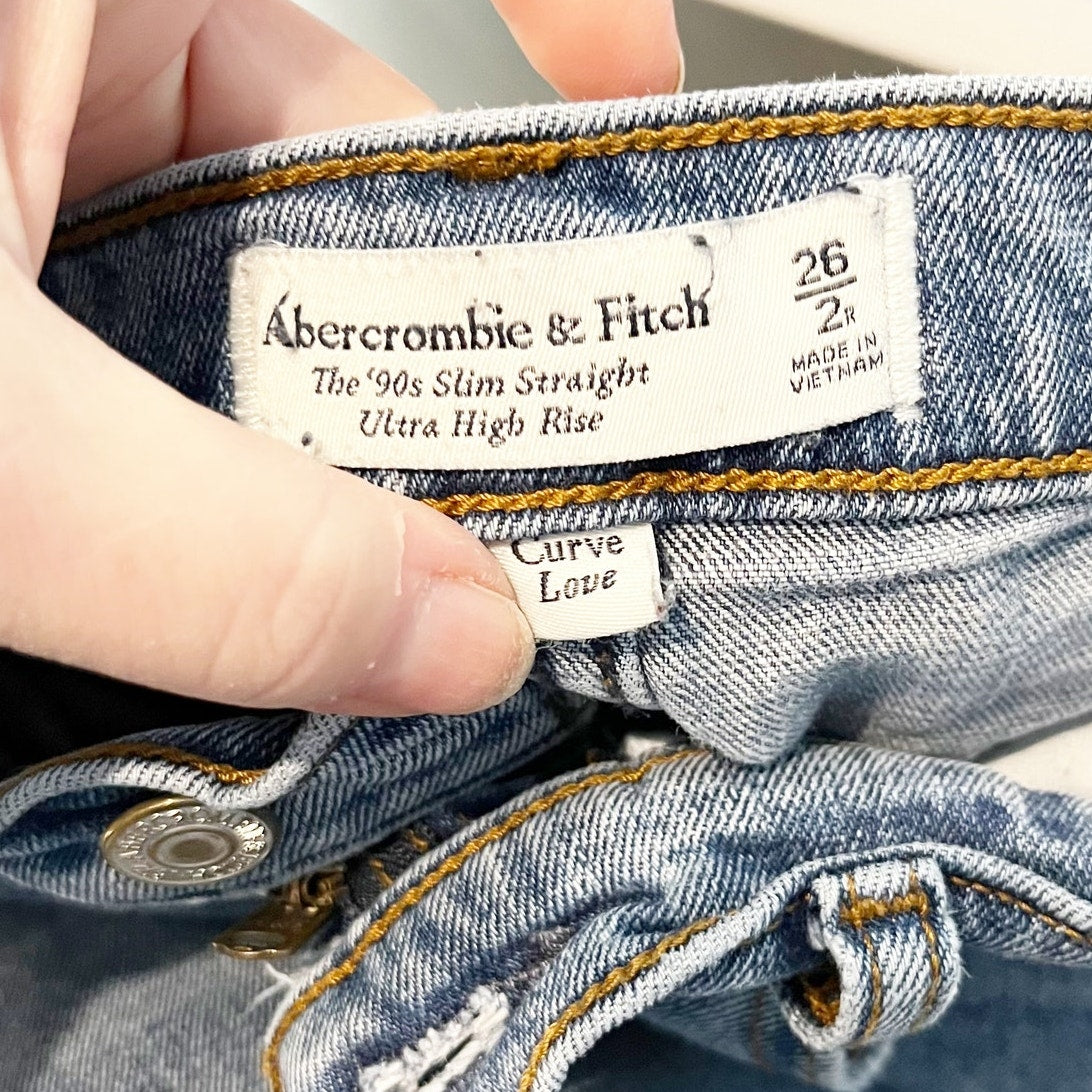 Abercrombie & Fitch
The '90s Slim Straight
Ultra High Rise
26
2R
MADE IN
VIETNAM
Curve
Love